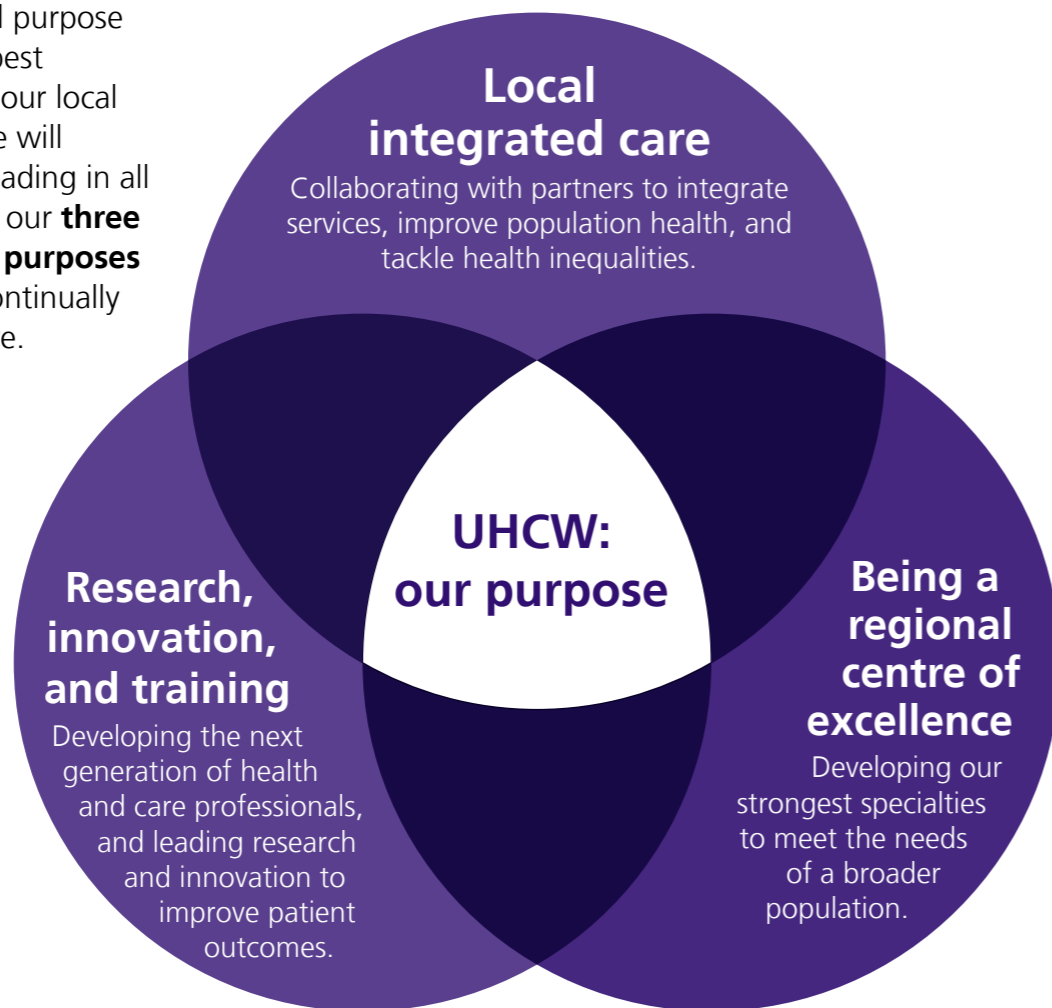 purpose
best
our local
e will
ading in all
our three
purposes
ontinually
e.
Local
integrated care
Collaborating with partners to integrate
services, improve population health, and
tackle health inequalities.
UHCW:
our purpose
Research,
innovation,
and training
Developing the next
generation of health
and care professionals,
and leading research
and innovation to
improve patient
outcomes.
Being a
regional
centre of
excellence
Developing our
strongest specialties
to meet the needs
of a broader
population.